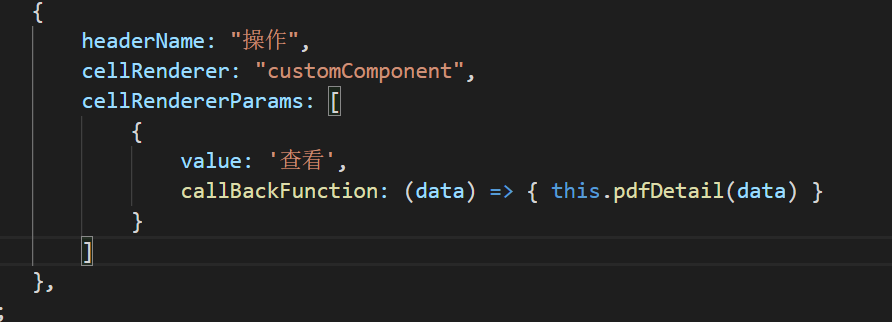 {
headerName: "操作",
cellRenderer: "customComponent",
cellRendererParams: [
{
value: '查看',
callBackFunction: (data) => { this.pdfDetail(data) }
}
]
},
;